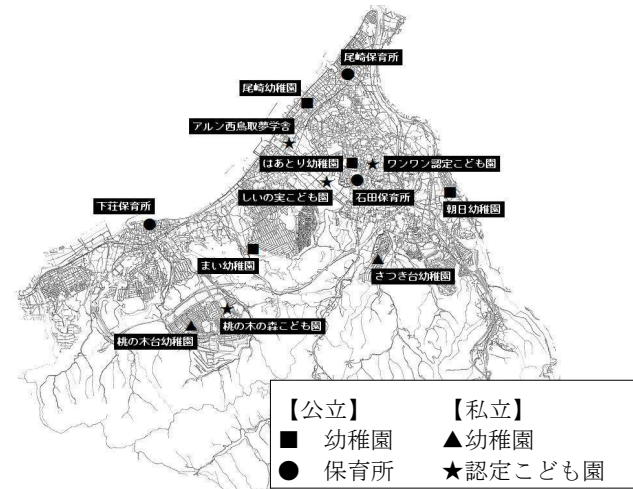 尾崎保育所
尾崎幼稚園
アルン西鳥取夢学舎
はあとり幼稚園
ワンワン認定こども園
しいの実こども園
石田保育所
朝日幼稚園
下荘保育所
まい幼稚園
さつき台幼稚園
桃の木の森こども園
桃の木台幼稚園
【公立】 【私立】
■ 幼稚園 ▲幼稚園
● 保育所 ★認定こども園